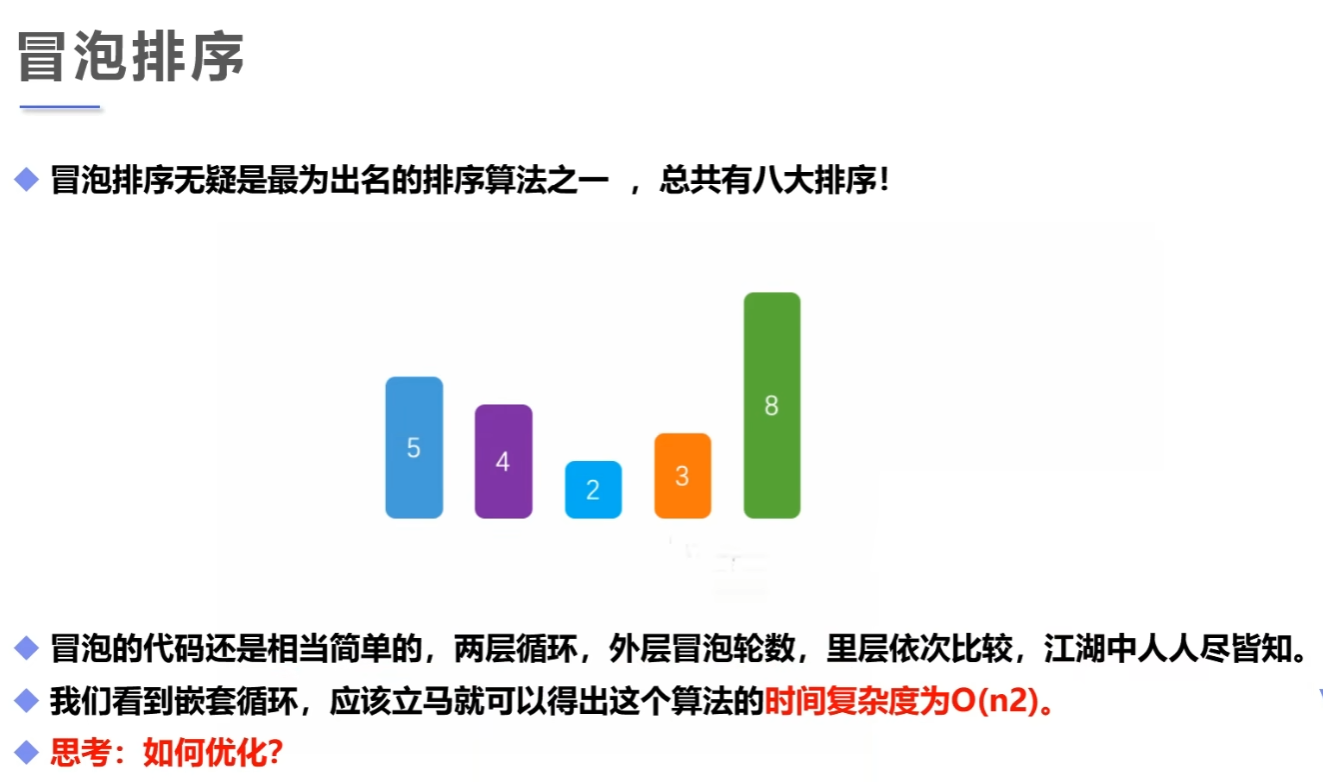 冒泡排序
冒泡排序无疑是最为出名的排序算法之一 ，总共有八大排序！
5 4 2 3 8
冒泡的代码还是相当简单的，两层循环，外层冒泡轮数，里层依次比较，江湖中人人尽皆知。
我们看到嵌套循环，应该立马就可以得出这个算法的时间复杂度为O(n2)。
思考：如何优化？